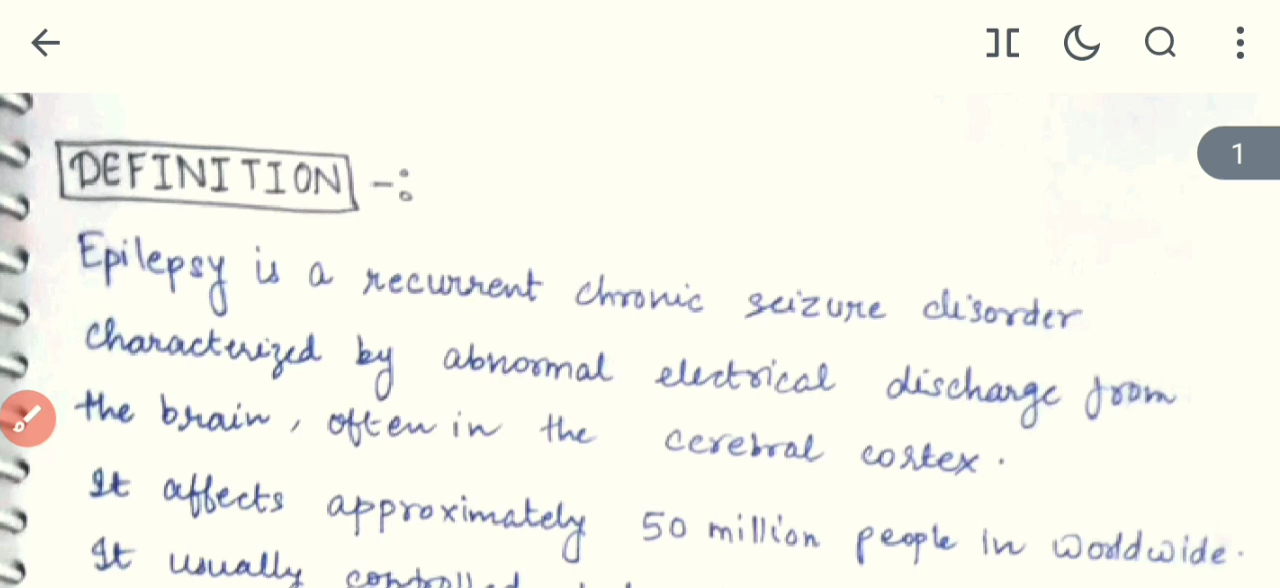 1
DEFINITION -:
Epilepsy is a recurrent chronic seizure disorder
characterized by abnormal electrical discharge from
the brain, often in the cerebral cortex.
It affects approximately 50 million people in worldwide.
It usually controlled